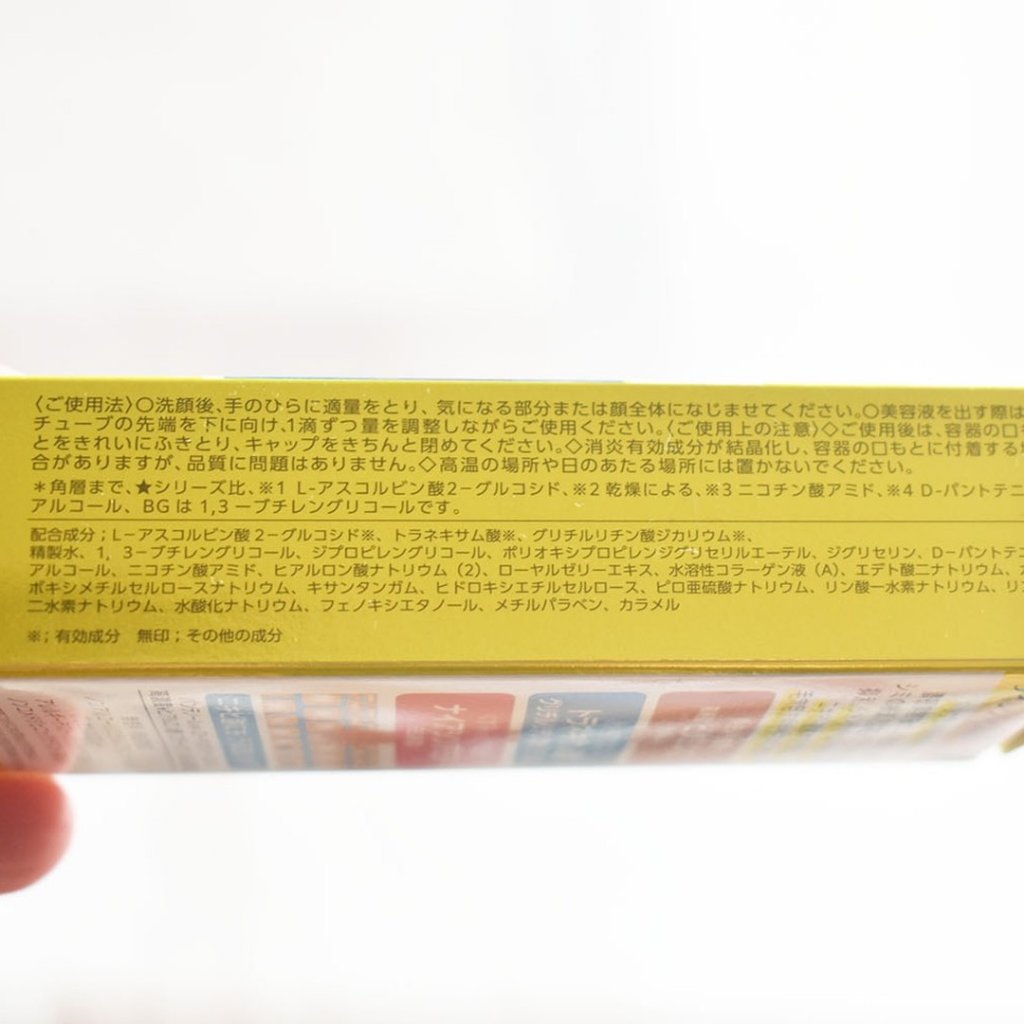 〈ご使用法〉○洗顔後、手のひらに適量をとり、気になる部分または顔全体になじませてください。○美容液を出す際は
チューブの先端を下に向け、1滴ずつ量を調整しながらご使用ください。〈ご使用上の注意〉◇ご使用後は、容器の口も
とをきれいにふきとり、キャップをきちんと閉めてください。◇消炎有効成分が結晶化し、容器の口もとに付着する場
合がありますが、品質に問題はありません。◇高温の場所や日のあたる場所には置かないでください。
＊角層まで、★シリーズ比、※1 L-アスコルビン酸2－グルコシド、※2 乾燥による、※3 ニコチン酸アミド、※4 D-パントテニ
アルコール、BG は 1,3 ーブチレングリコールです。
配合成分；L－アスコルビン酸 2－グルコシド※、トラネキサム酸※、グリチルリチン酸ジカリウム※、
精製水、1, 3－ブチレングリコール、ジプロピレングリコール、ポリオキシプロピレンジグリセリルエーテル、ジグリセリン、D－パントテニ
アルコール、ニコチン酸アミド、ヒアルロン酸ナトリウム（2）、ローヤルゼリーエキス、水溶性コラーゲン液（A）、エデト酸二ナトリウム、
ボキシメチルセルロースナトリウム、キサンタンガム、ヒドロキシエチルセルロース、ピロ亜硫酸ナトリウム、リン酸一水素ナトリウム、リ
二水素ナトリウム、水酸化ナトリウム、フェノキシエタノール、メチルパラベン、カラメル
※；有効成分　無印；その他の成分